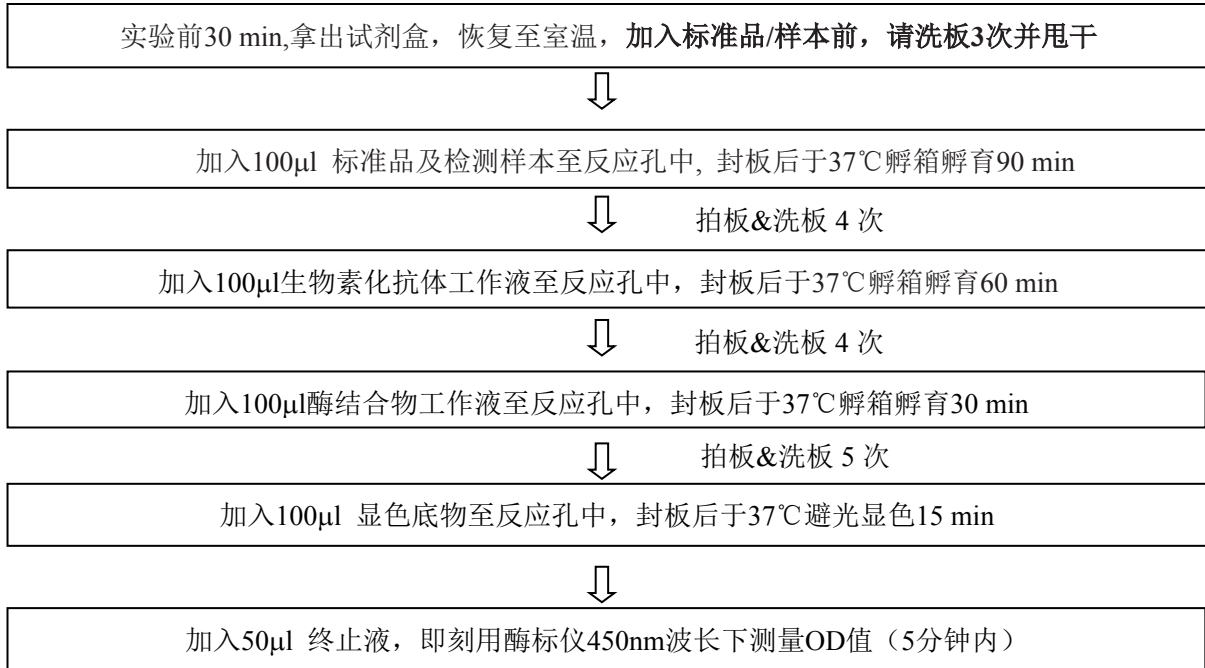 实验前30 min,拿出试剂盒，恢复至室温，加入标准品/样本前，请洗板3次并甩干
加入100μl 标准品及检测样本至反应孔中, 封板后于37℃孵箱孵育90 min
拍板&洗板 4 次
加入100μl生物素化抗体工作液至反应孔中，封板后于37℃孵箱孵育60 min
拍板&洗板 4 次
加入100μl酶结合物工作液至反应孔中，封板后于37℃孵箱孵育30 min
拍板&洗板 5 次
加入100μl 显色底物至反应孔中，封板后于37℃避光显色15 min
加入50μl 终止液，即刻用酶标仪450nm波长下测量OD值（5分钟内）